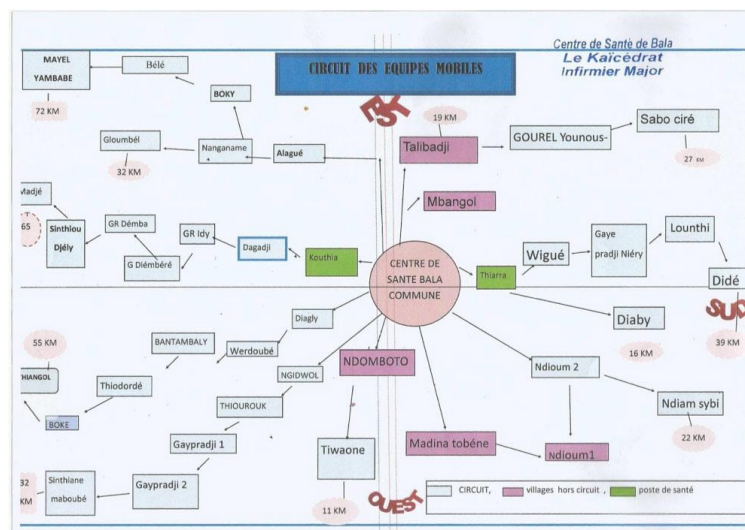 Centre de Santé de Bala
Le Kaïcédrat
Infirmier Major
CIRCUIT DES EQUIPES MOBILES
EST
MAYEL
YAMBABE
72 KM
Bélé
BOKY
Gloumbél
32 KM
Nanganame
Alagué
19 KM
Talibadji
GOUREL Younous-
Sabo ciré
27 KM
Mbangol
Madjé
65
Sinthiou
Djély
GR Démba
G Diémbéré
GR Idy
Dagadji
Kouthia
CENTRE DE
SANTE BALA
COMMUNE
Thiarra
Wigué
Gaye
pradji Niéry
Lounthi
Didé
SUD
39 KM
Diaby
16 KM
Diagly
Werdoubé
BANTAMBALY
55 KM
THIANGOL
Thiodordé
BOKE
NGIDWOL
THIOUROUK
Gaypradji 1
Gaypradji 2
Sinthiane
maboubé
32
KM
NDOMBOTO
Tiwaone
11 KM
OUEST
Madina tobéne
Ndioum 2
Ndioum1
Ndiam sybi
22 KM
CIRCUIT, villages hors circuit , poste de santé